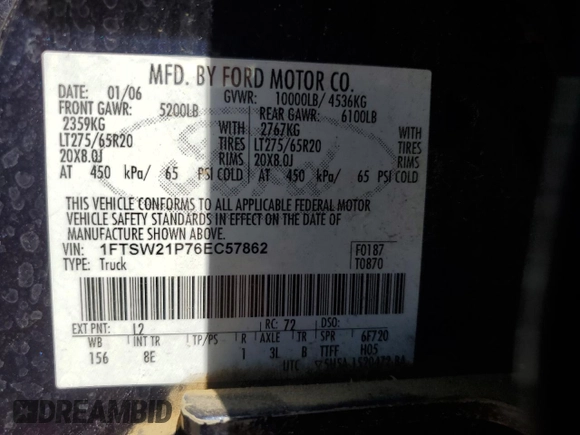 MFD. BY FORD MOTOR CO.
DATE: 01/06 GVWR: 10000LB/ 4536KG
FRONT GAWR: 5200LB REAR GAWR: 6100LB
2359KG WITH 2767KG WITH
LT275/65R20 TIRES LT275/65R20 TIRES
20X8.0J RIMS 20X8.0J RIMS
AT 450 kPa/ 65 PSI COLD AT 450 kPa/ 65 PSI COLD
THIS VEHICLE CONFORMS TO ALL APPLICABLE FEDERAL MOTOR
VEHICLE SAFETY STANDARDS IN EFFECT ON THE DATE OF
MANUFACTURE SHOWN ABOVE.
VIN: 1FTSW21P76EC57862 F0187
TYPE: Truck T0870
EXT PNT: L2 RC: 72 DSO:
WB INT TR TP/PS R AXLE TR SPR 6F720
156 8E 1 3L B TTFF H05
UTC
Ford
DREAMBID